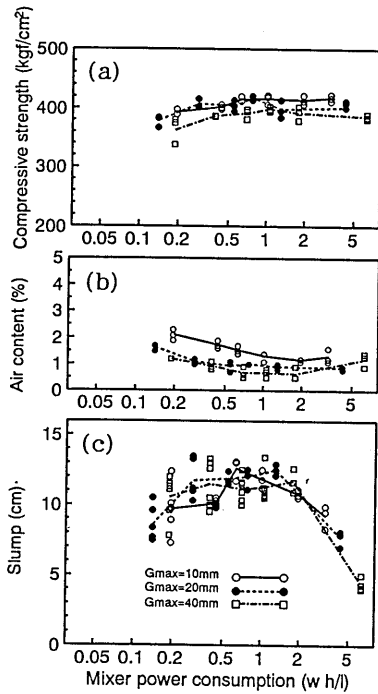 Compressive strength (kgf/cm²)
500
400
300
200
(a)
0.05 0.1 0.2 0.5 1 2 5
Air content (%)
5
4
3
2
1
0
(b)
0.05 0.1 0.2 0.5 1 2 5
Slump (cm)
15
10
5
0
(c)
Gmax=10mm
Gmax=20mm
Gmax=40mm
0.05 0.1 0.2 0.5 1 2 5
Mixer power consumption (w h/l)